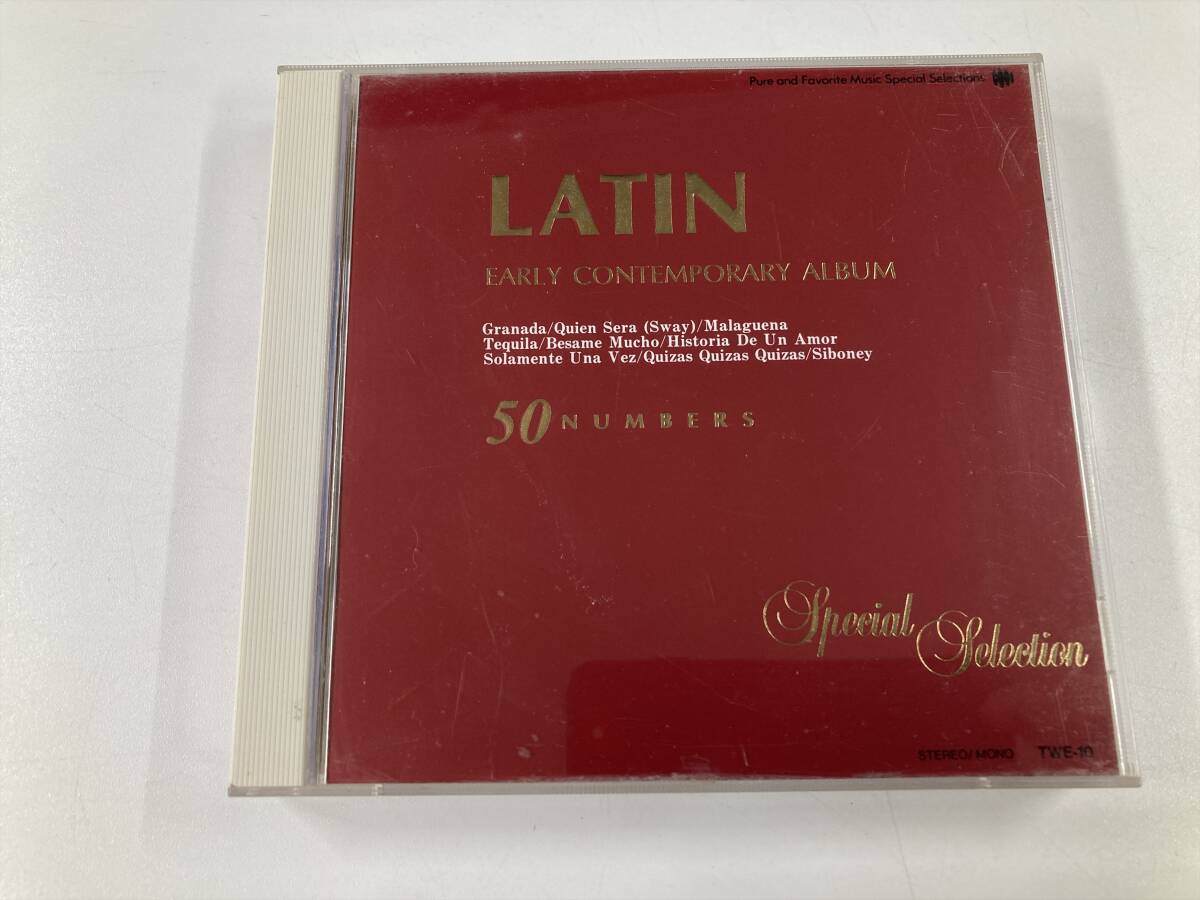 Pure and Favorite Music Special Selections
LATIN
EARLY CONTEMPORARY ALBUM
Granada/Quien Sera (Sway)/Malaguena
Tequila/Besame Mucho/Historia De Un Amor
Solamente Una Vez/Quizas Quizas Quizas/Siboney
50 NUMBERS
Special
Selection
STEREO/MONO TWE-10